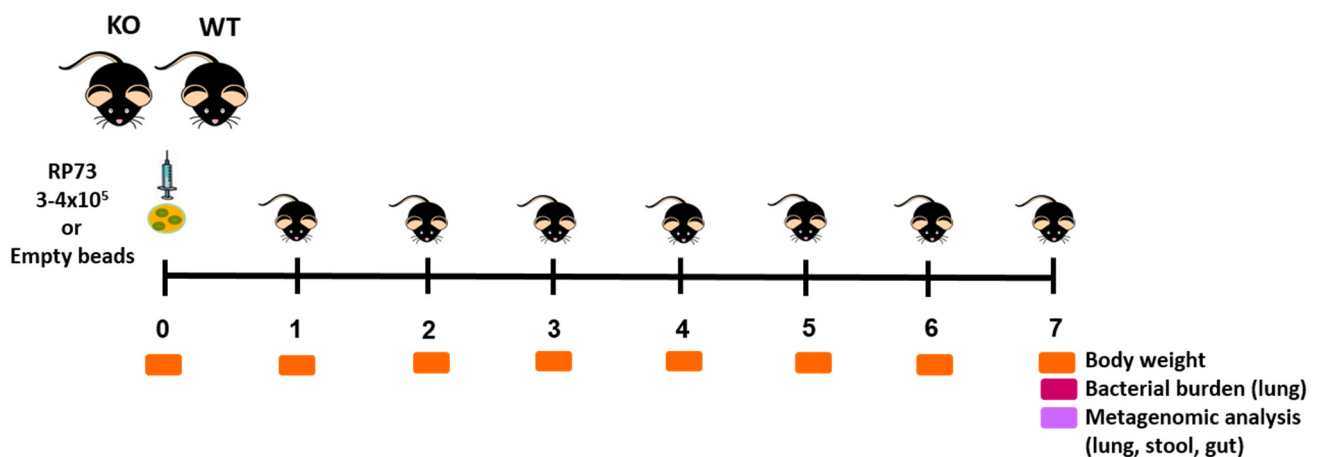 KO WT
RP73
3-4x10⁵
or
Empty beads
0 1 2 3 4 5 6 7
Body weight
Bacterial burden (lung)
Metagenomic analysis
(lung, stool, gut)